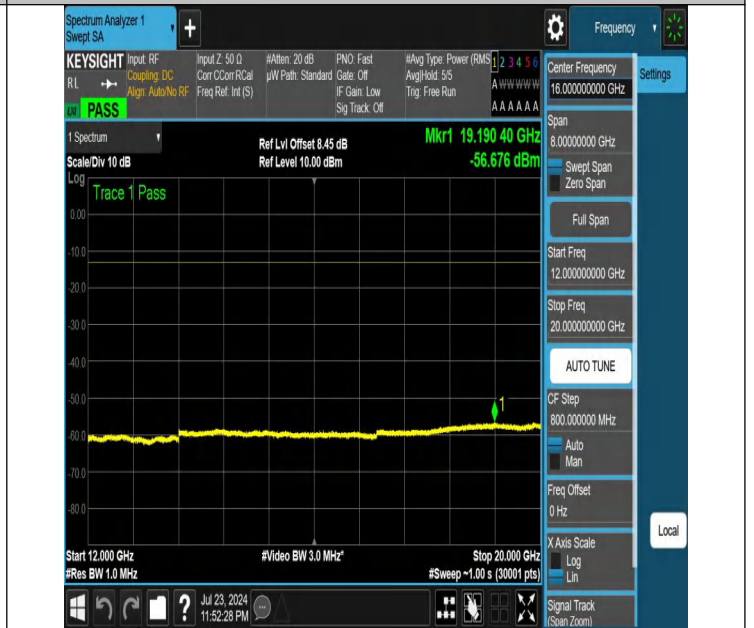 Spectrum Analyzer 1
Swept SA
+
Frequency
KEYSIGHT
RL
LXI PASS
Input: RF
Coupling: DC
Align: Auto/No RF
Input Z: 50 Ω
Corr CCorr RCal
Freq Ref: Int (S)
#Atten: 20 dB
µW Path: Standard
PNO: Fast
Gate: Off
IF Gain: Low
Sig Track: Off
#Avg Type: Power (RMS
Avg|Hold: 5/5
Trig: Free Run
1 2 3 4 5 6
A W W W W W
A A A A A A
1 Spectrum
Scale/Div 10 dB
Ref Lvl Offset 8.45 dB
Ref Level 10.00 dBm
Mkr1 19.190 40 GHz
-56.676 dBm
Log
Trace 1 Pass
0.00
-10.0
-20.0
-30.0
-40.0
-50.0
-60.0
-70.0
-80.0
1
Start 12.000 GHz
#Res BW 1.0 MHz
#Video BW 3.0 MHz*
Stop 20.000 GHz
#Sweep ~1.00 s (30001 pts)
Center Frequency
16.000000000 GHz
Settings
Span
8.00000000 GHz
Swept Span
Zero Span
Full Span
Start Freq
12.000000000 GHz
Stop Freq
20.000000000 GHz
AUTO TUNE
CF Step
800.000000 MHz
Auto
Man
Freq Offset
0 Hz
X Axis Scale
Log
Lin
Local
Signal Track
(Span Zoom)
?
Jul 23, 2024
11:52:28 PM